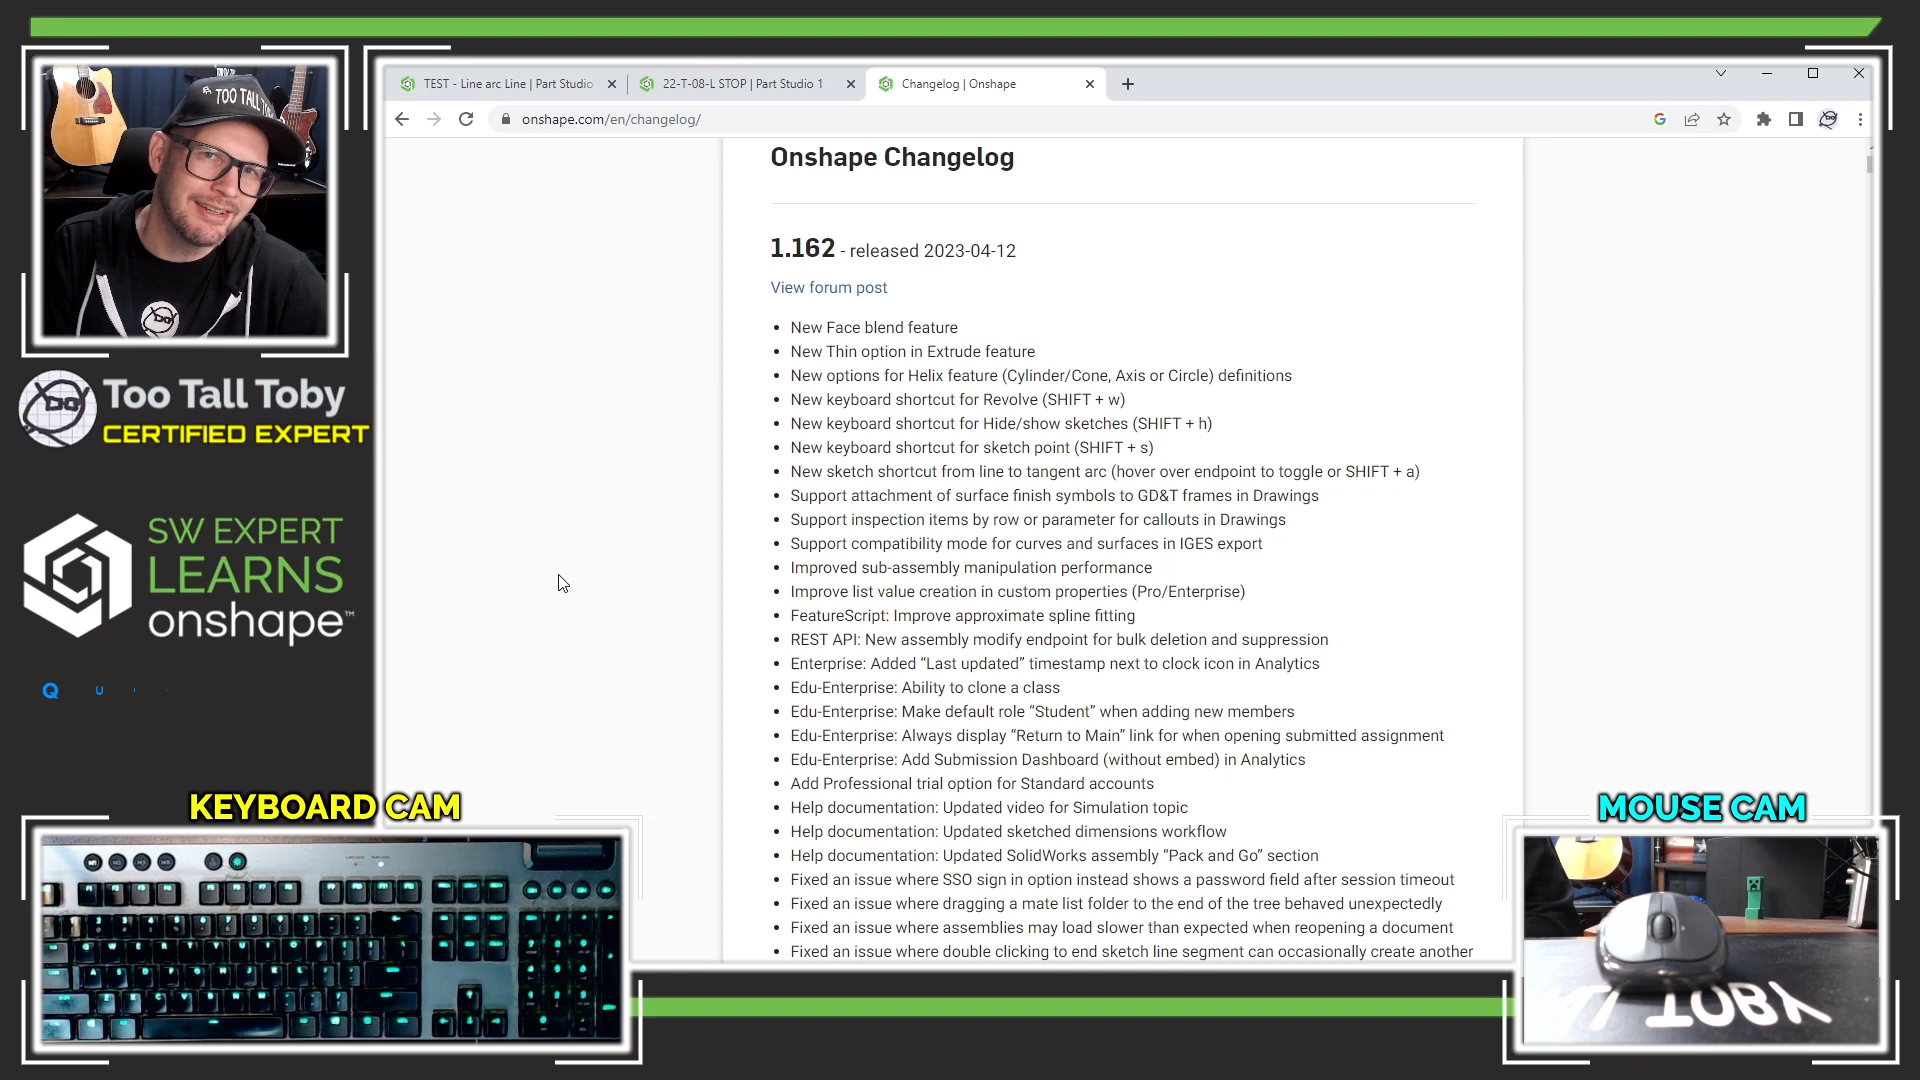 TEST - Line arc Line | Part Studio
22-T-08-L STOP | Part Studio 1
Changelog | Onshape
onshape.com/en/changelog/
TOO TALL TO
Too Tall Toby
CERTIFIED EXPERT
SW EXPERT
LEARNS
onshape™
Q U
Onshape Changelog
1.162 - released 2023-04-12
View forum post
• New Face blend feature
• New Thin option in Extrude feature
• New options for Helix feature (Cylinder/Cone, Axis or Circle) definitions
• New keyboard shortcut for Revolve (SHIFT + w)
• New keyboard shortcut for Hide/show sketches (SHIFT + h)
• New keyboard shortcut for sketch point (SHIFT + s)
• New sketch shortcut from line to tangent arc (hover over endpoint to toggle or SHIFT + a)
• Support attachment of surface finish symbols to GD&T frames in Drawings
• Support inspection items by row or parameter for callouts in Drawings
• Support compatibility mode for curves and surfaces in IGES export
• Improved sub-assembly manipulation performance
• Improve list value creation in custom properties (Pro/Enterprise)
• FeatureScript: Improve approximate spline fitting
• REST API: New assembly modify endpoint for bulk deletion and suppression
• Enterprise: Added “Last updated” timestamp next to clock icon in Analytics
• Edu-Enterprise: Ability to clone a class
• Edu-Enterprise: Make default role “Student” when adding new members
• Edu-Enterprise: Always display “Return to Main” link for when opening submitted assignment
• Edu-Enterprise: Add Submission Dashboard (without embed) in Analytics
• Add Professional trial option for Standard accounts
• Help documentation: Updated video for Simulation topic
• Help documentation: Updated sketched dimensions workflow
• Help documentation: Updated SolidWorks assembly “Pack and Go” section
• Fixed an issue where SSO sign in option instead shows a password field after session timeout
• Fixed an issue where dragging a mate list folder to the end of the tree behaved unexpectedly
• Fixed an issue where assemblies may load slower than expected when reopening a document
• Fixed an issue where double clicking to end sketch line segment can occasionally create another
KEYBOARD CAM
MOUSE CAM
TOBY